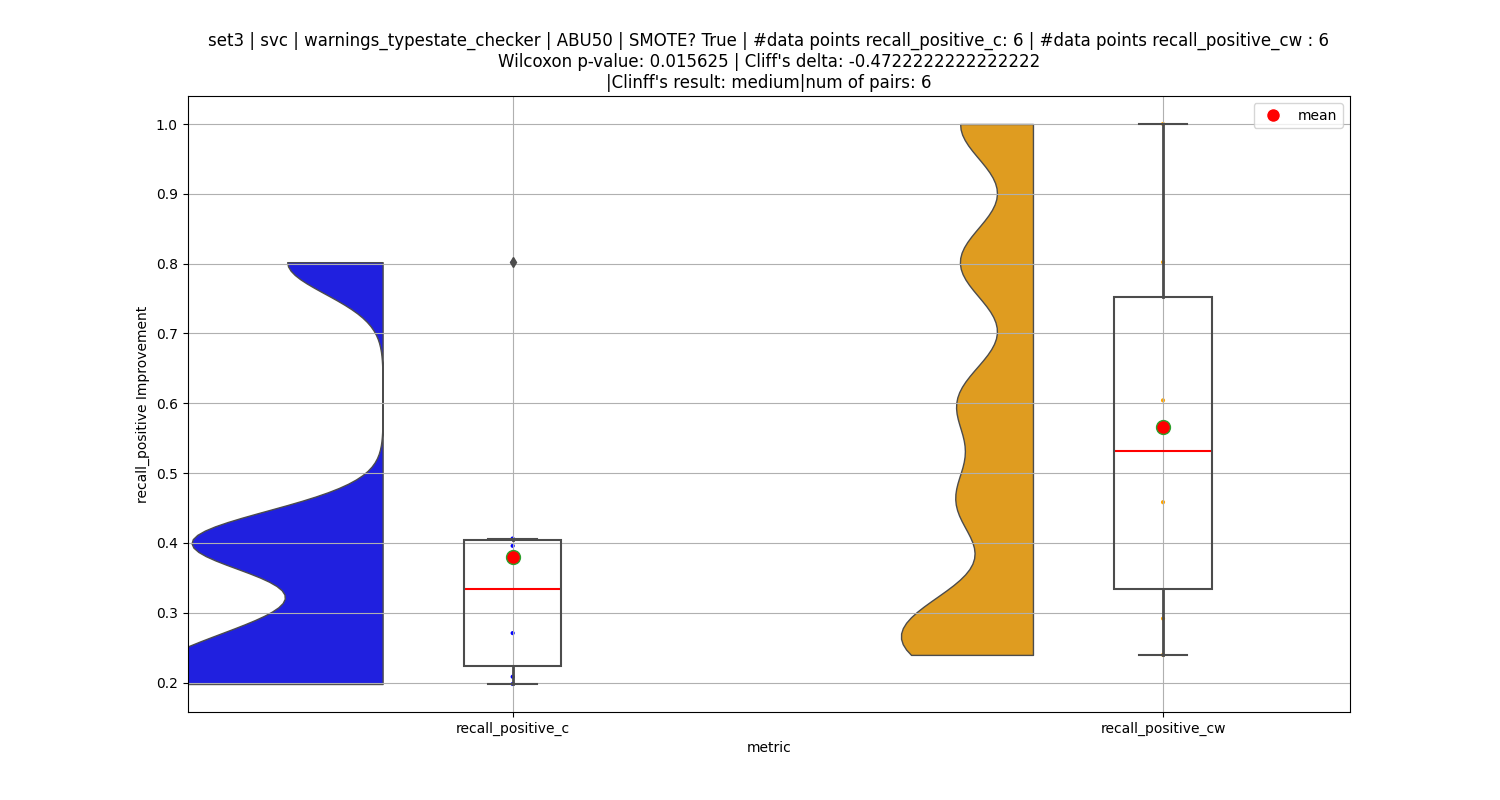 set3 | svc | warnings_typestate_checker | ABU50 | SMOTE? True | #data points recall_positive_c: 6 | #data points recall_positive_cw : 6
Wilcoxon p-value: 0.015625 | Cliff's delta: -0.4722222222222222
|Clinff's result: medium|num of pairs: 6
mean
1.0
0.9
0.8
0.7
0.6
0.5
0.4
0.3
0.2
recall_positive Improvement
recall_positive_c
recall_positive_cw
metric